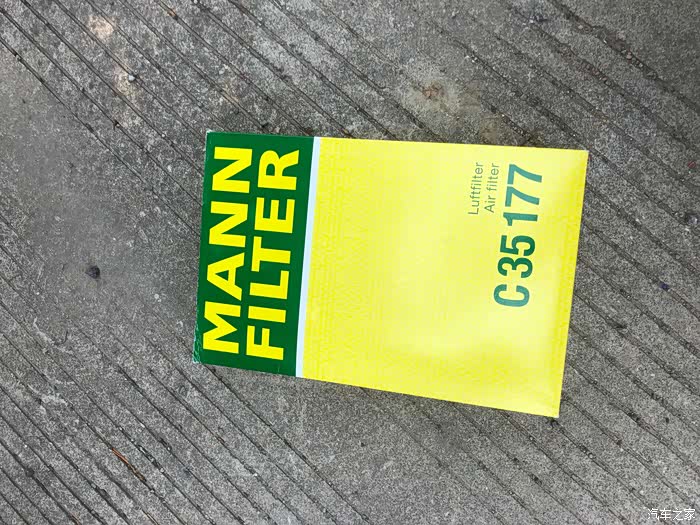 MANN
FILTER
Luftfilter
Air filter
C 35 177
汽车之家